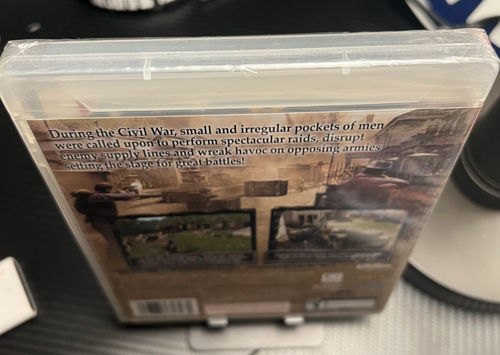 During the Civil War, small and irregular pockets of men
were called upon to perform spectacular raids, disrupt
enemy supply lines and wreak havoc on opposing armies
setting the stage for great battles!